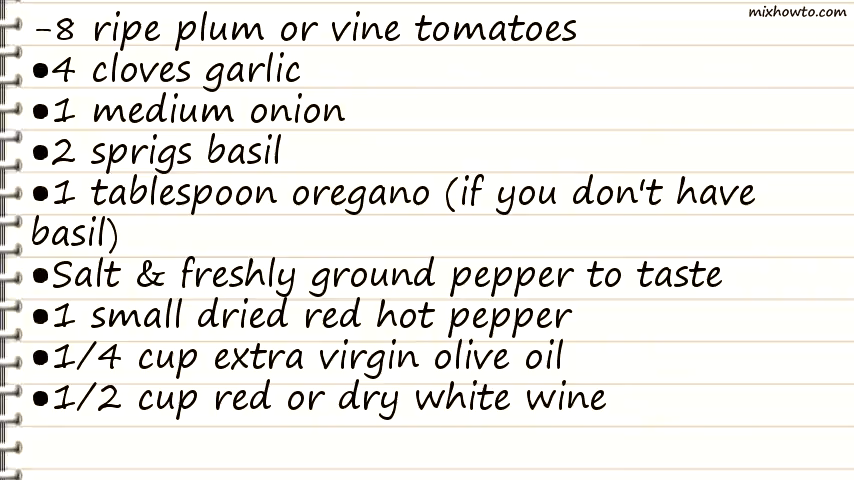 mixhowto.com
-8 ripe plum or vine tomatoes
●4 cloves garlic
●1 medium onion
●2 sprigs basil
●1 tablespoon oregano (if you don't have
basil)
●Salt & freshly ground pepper to taste
●1 small dried red hot pepper
●1/4 cup extra virgin olive oil
●1/2 cup red or dry white wine